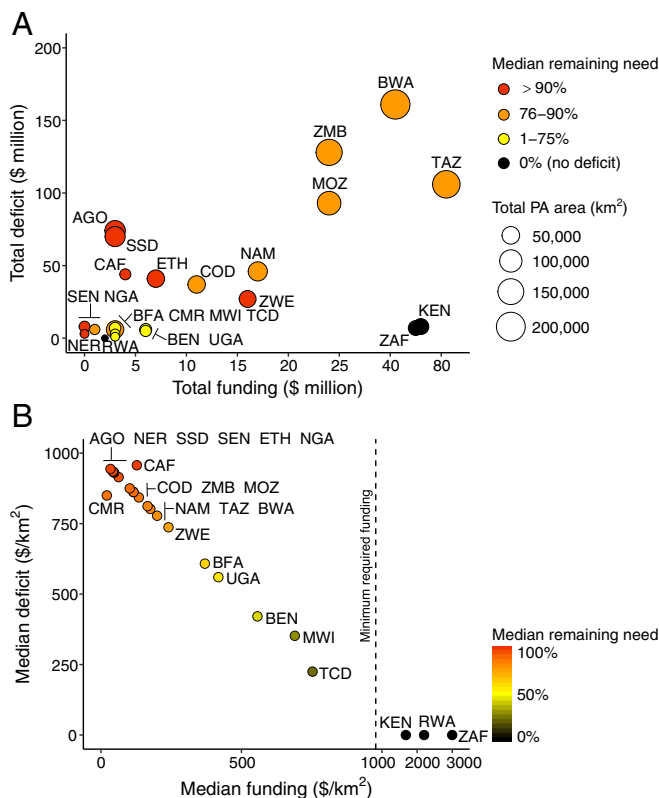 A
Total deficit ($ million)
200
150
100
50
0
BWA
ZMB
TAZ
MOZ
AGO
SSD
CAF
ETH
COD
NAM
ZWE
SEN NGA
BFA CMR MWI TCD
BEN UGA
NER
RWA
ZAF
KEN
0 5 10 15 20 25 40 80
Total funding ($ million)
Median remaining need
> 90%
76–90%
1–75%
0% (no deficit)
Total PA area (km²)
50,000
100,000
150,000
200,000
B
Median deficit ($/km²)
1000
750
500
250
0
AGO NER SSD SEN ETH NGA
CAF
CMR
COD ZMB MOZ
NAM TAZ BWA
ZWE
BFA
UGA
BEN
MWI
TCD
Minimum required funding
KEN RWA
ZAF
0 500 1000 2000 3000
Median funding ($/km²)
Median remaining need
100%
50%
0%